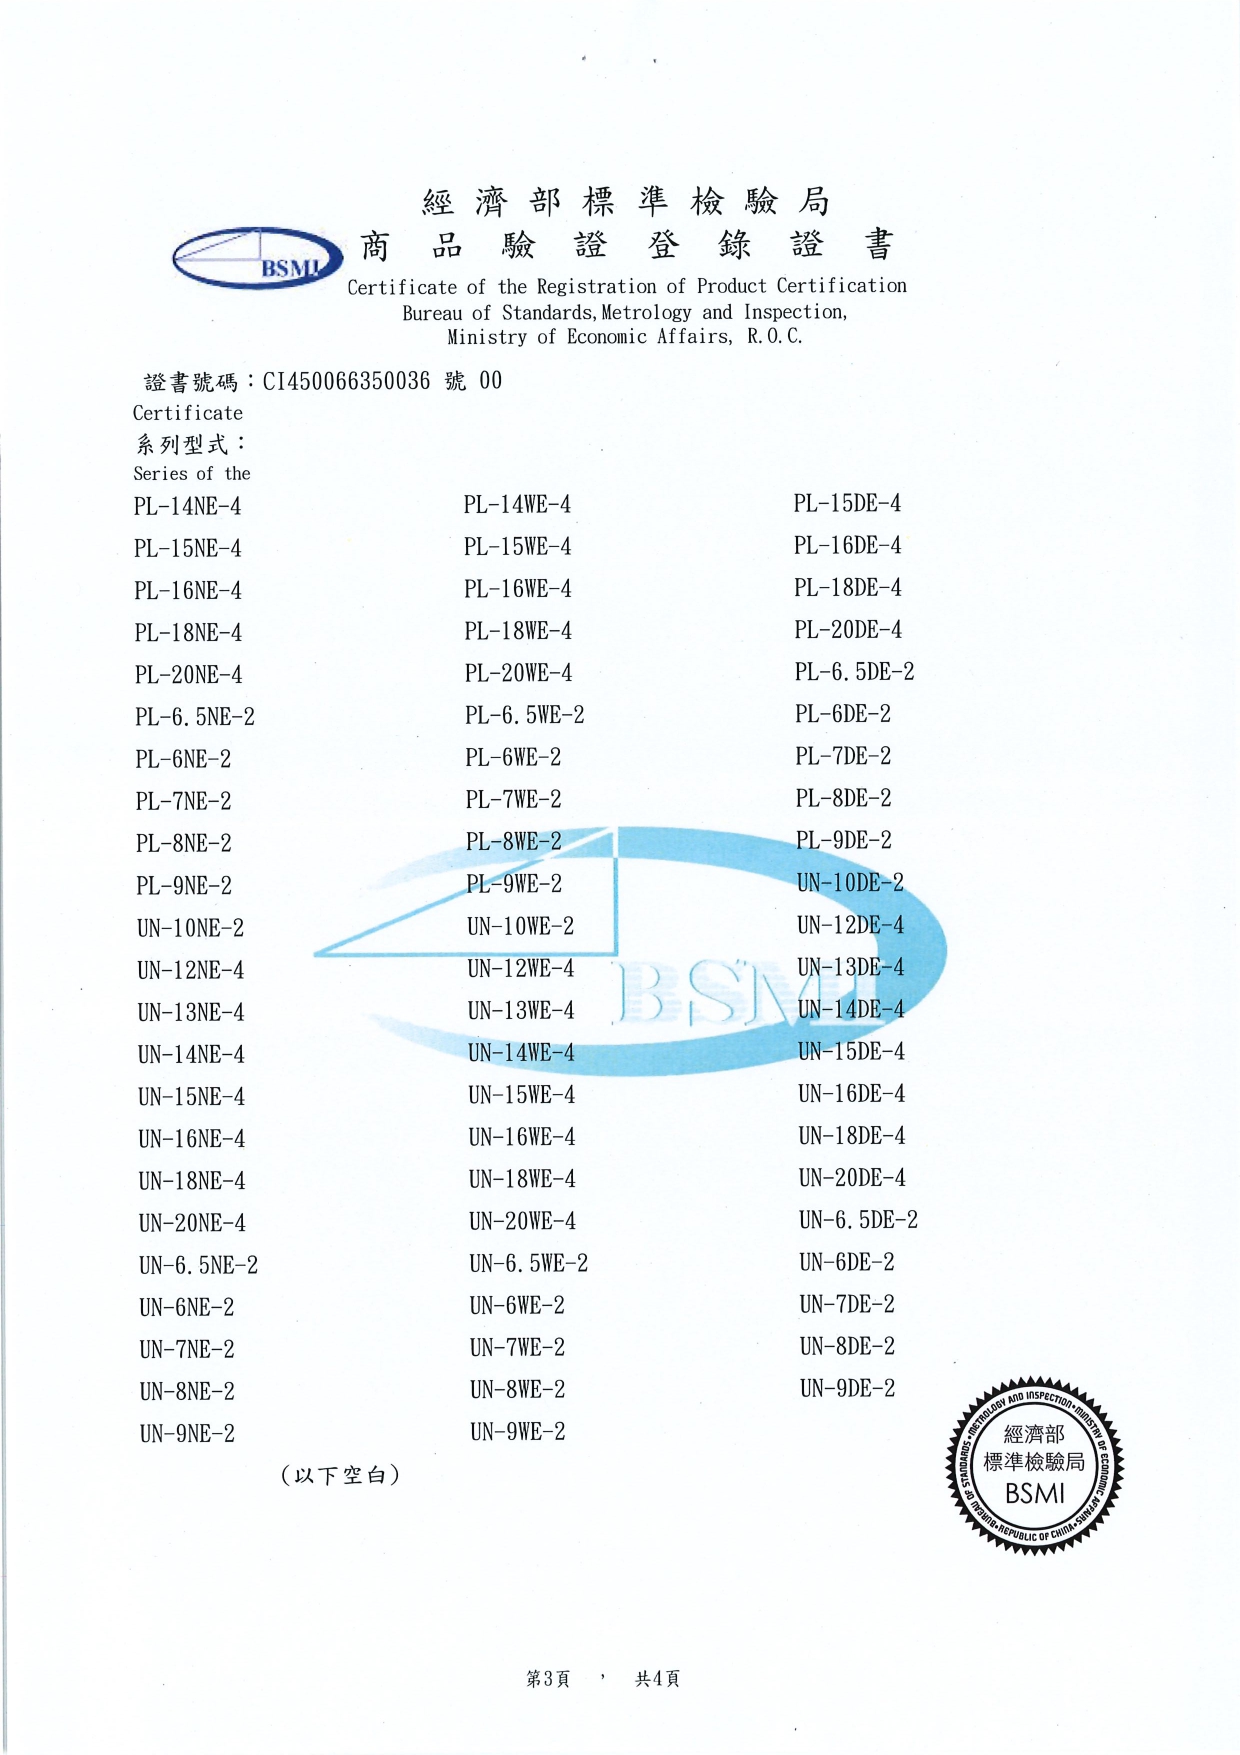 經濟部標準檢驗局
商品驗證登錄證書
BSMI
Certificate of the Registration of Product Certification
Bureau of Standards,Metrology and Inspection,
Ministry of Economic Affairs, R.O.C.
證書號碼：CI450066350036 號 00
Certificate
系列型式：
Series of the
PL-14NE-4 PL-14WE-4 PL-15DE-4
PL-15NE-4 PL-15WE-4 PL-16DE-4
PL-16NE-4 PL-16WE-4 PL-18DE-4
PL-18NE-4 PL-18WE-4 PL-20DE-4
PL-20NE-4 PL-20WE-4 PL-6.5DE-2
PL-6.5NE-2 PL-6.5WE-2 PL-6DE-2
PL-6NE-2 PL-6WE-2 PL-7DE-2
PL-7NE-2 PL-7WE-2 PL-8DE-2
PL-8NE-2 PL-8WE-2 PL-9DE-2
PL-9NE-2 PL-9WE-2 UN-10DE-2
UN-10NE-2 UN-10WE-2 UN-12DE-4
UN-12NE-4 UN-12WE-4 UN-13DE-4
UN-13NE-4 UN-13WE-4 UN-14DE-4
BSMI
UN-14NE-4 UN-14WE-4 UN-15DE-4
UN-15NE-4 UN-15WE-4 UN-16DE-4
UN-16NE-4 UN-16WE-4 UN-18DE-4
UN-18NE-4 UN-18WE-4 UN-20DE-4
UN-20NE-4 UN-20WE-4 UN-6.5DE-2
UN-6.5NE-2 UN-6.5WE-2 UN-6DE-2
UN-6NE-2 UN-6WE-2 UN-7DE-2
UN-7NE-2 UN-7WE-2 UN-8DE-2
UN-8NE-2 UN-8WE-2 UN-9DE-2
UN-9NE-2 UN-9WE-2
（以下空白）
BUREAU OF STANDARDS•METROLOGY AND INSPECTION•MINISTRY OF ECONOMIC AFFAIRS•REPUBLIC OF CHINA•
經濟部
標準檢驗局
BSMI
第3頁 ， 共4頁